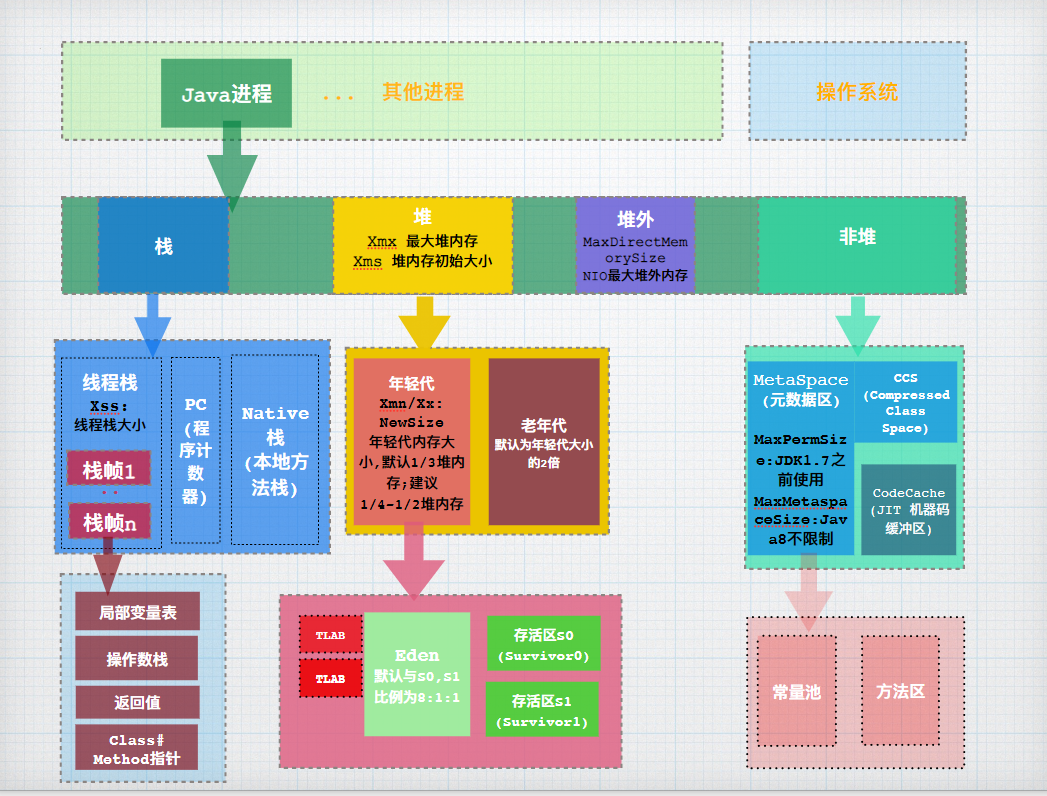 Java进程
...
其他进程
操作系统
栈
堆
Xmx 最大堆内存
Xms 堆内存初始大小
堆外
MaxDirectMem
orySize
NIO最大堆外内存
非堆
线程栈
Xss:
线程栈大小
栈帧1
..
栈帧n
PC
(程
序计
数
器)
Native
栈
(本地方
法栈)
年轻代
Xmn/Xx:
NewSize
年轻代内存大
小,默认1/3堆内
存;建议
1/4-1/2堆内存
老年代
默认为年轻代大小
的2倍
MetaSpace
(元数据区)
MaxPermSiz
e:JDK1.7之
前使用
MaxMetaspa
ceSize:Jav
a8不限制
CCS
(Compressed
Class
Space)
CodeCache
(JIT 机器码
缓冲区)
局部变量表
操作数栈
返回值
Class#
Method指针
TLAB
TLAB
Eden
默认与S0,S1
比例为8:1:1
存活区S0
(Survivor0)
存活区S1
(Survivor1)
常量池
方法区